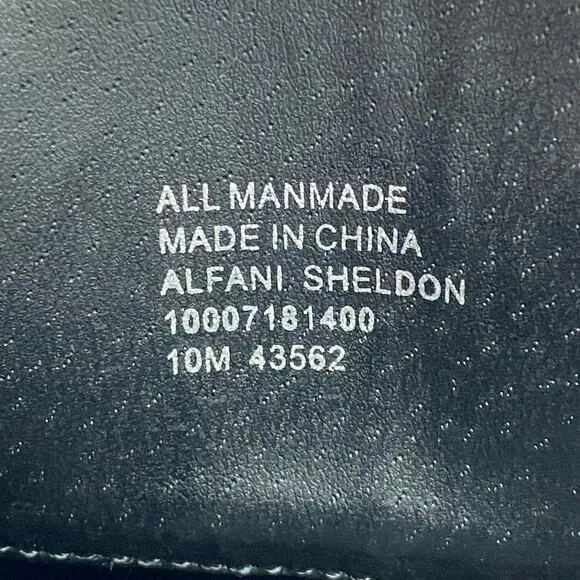 ALL MANMADE
MADE IN CHINA
ALFANI SHELDON
10007181400
10M 43562